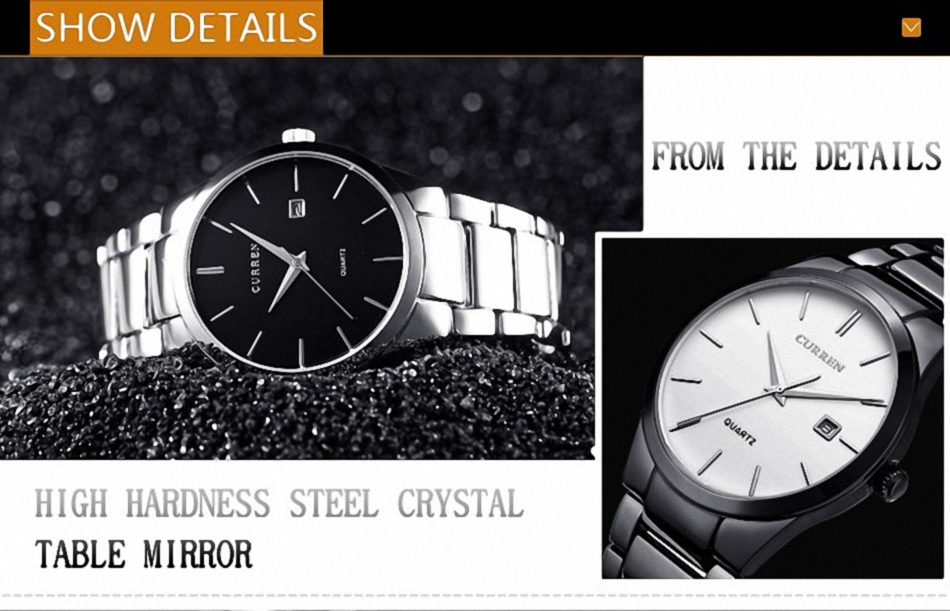 SHOW DETAILS
FROM THE DETAILS
CURREN
QUARTZ
CURREN
QUARTZ
HIGH HARDNESS STEEL CRYSTAL
TABLE MIRROR